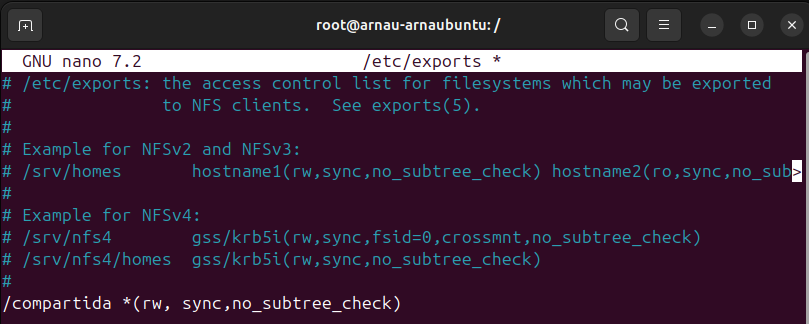 root@arnau-arnaubuntu: /
GNU nano 7.2 /etc/exports *
# /etc/exports: the access control list for filesystems which may be exported
# to NFS clients. See exports(5).
#
# Example for NFSv2 and NFSv3:
# /srv/homes hostname1(rw,sync,no_subtree_check) hostname2(ro,sync,no_sub>
#
# Example for NFSv4:
# /srv/nfs4 gss/krb5i(rw,sync,fsid=0,crossmnt,no_subtree_check)
# /srv/nfs4/homes gss/krb5i(rw,sync,no_subtree_check)
#
/compartida *(rw, sync,no_subtree_check)